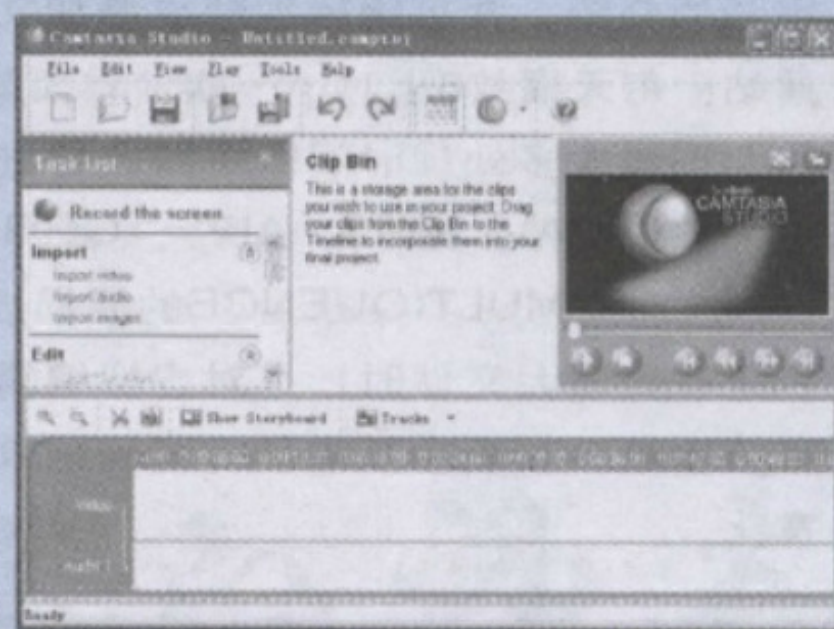 Camtasia Studio - Untitled.camproj
File Edit View Play Tools Help
Task List
Clip Bin
This is a storage area for the clips
you wish to use in your project. Drag
your clips from the Clip Bin to the
Timeline to incorporate them into your
final project.
Record the screen
Import
Import video
Import audio
Import images
Edit
CAMTASIA
STUDIO
Show Storyboard Tracks
Video
Audio 1
Ready